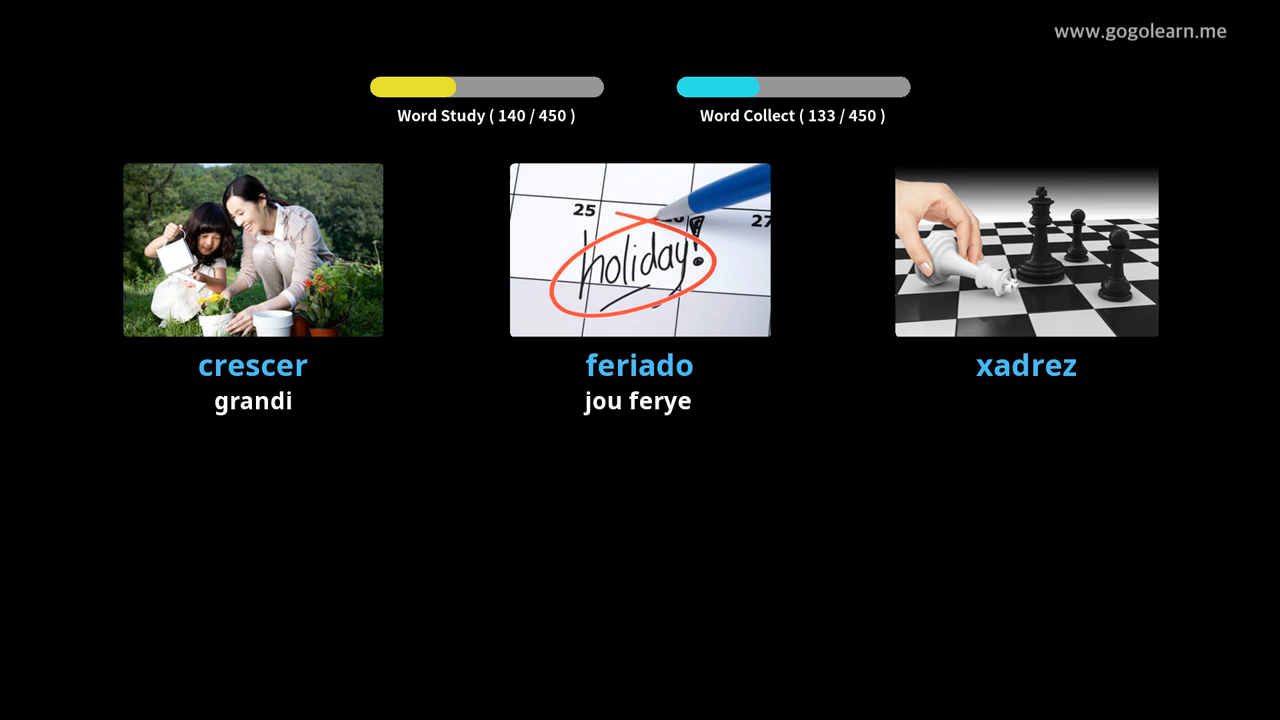 www.gogolearn.me
Word Study ( 140 / 450 )
Word Collect ( 133 / 450 )
25
27
holiday!
crescer
feriado
xadrez
grandi
jou ferye